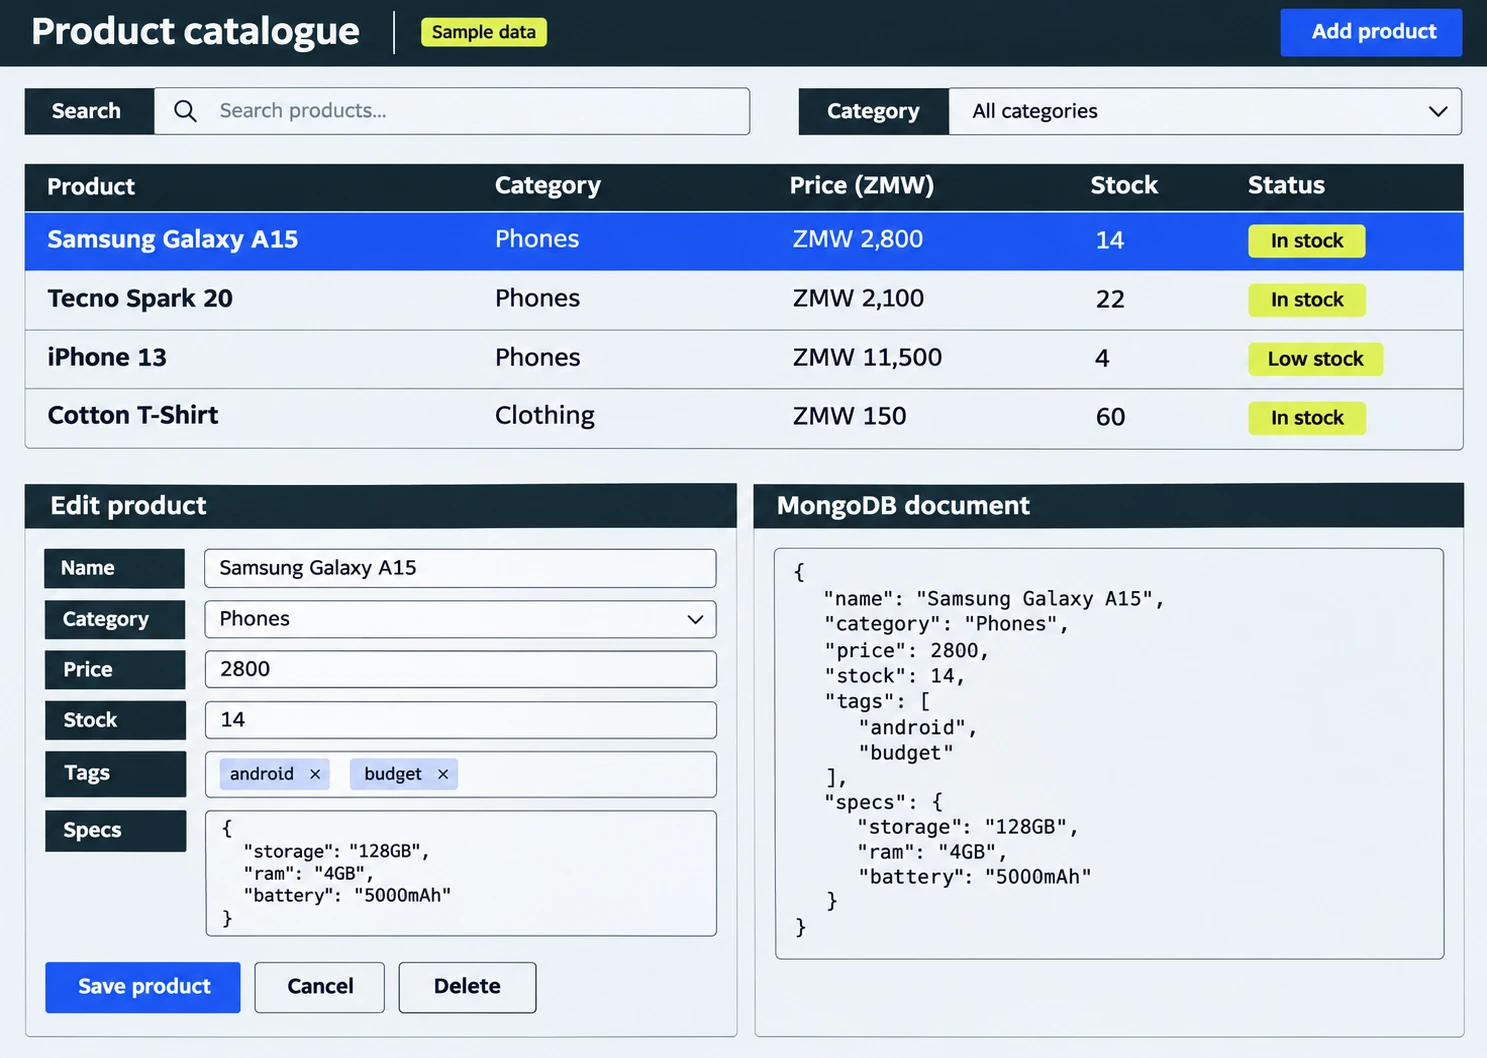 Product catalogue
Sample data
Add product
Search
Search products...
Category
All categories
Product Category Price (ZMW) Stock Status
Samsung Galaxy A15 Phones ZMW 2,800 14 In stock
Tecno Spark 20 Phones ZMW 2,100 22 In stock
iPhone 13 Phones ZMW 11,500 4 Low stock
Cotton T-Shirt Clothing ZMW 150 60 In stock
Edit product
Name Samsung Galaxy A15
Category Phones
Price 2800
Stock 14
Tags android × budget ×
Specs
{
"storage": "128GB",
"ram": "4GB",
"battery": "5000mAh"
}
Save product
Cancel
Delete
MongoDB document
{
"name": "Samsung Galaxy A15",
"category": "Phones",
"price": 2800,
"stock": 14,
"tags": [
"android",
"budget"
],
"specs": {
"storage": "128GB",
"ram": "4GB",
"battery": "5000mAh"
}
}